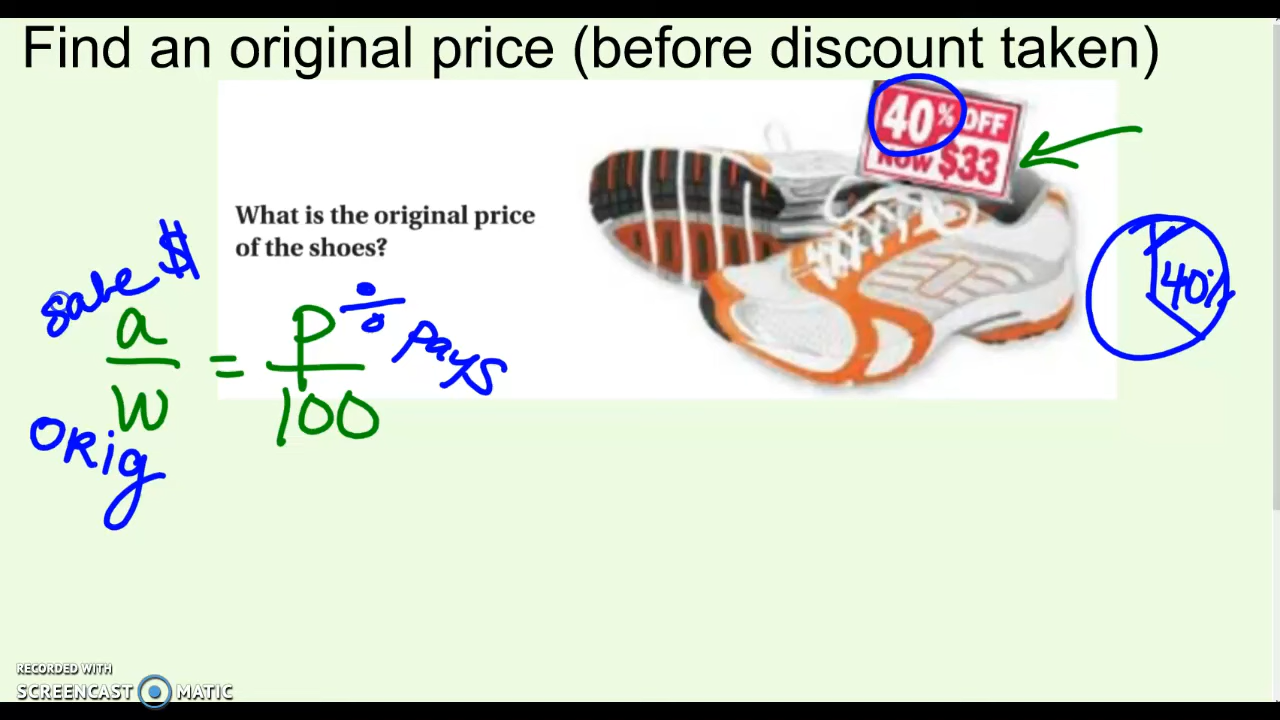 Find an original price (before discount taken)
40% OFF
NOW $33
What is the original price
of the shoes?
sale $
a
w
=
p
100
% pays
orig
40%
RECORDED WITH
SCREENCAST MATIC